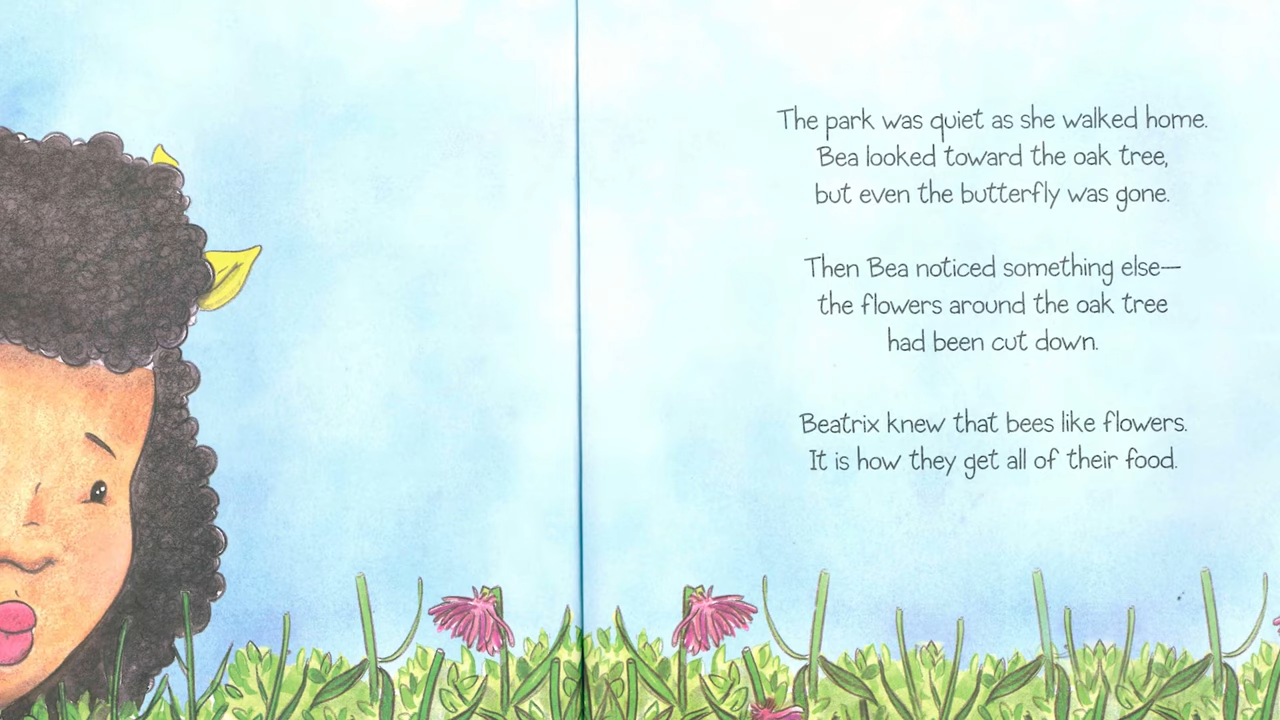 The park was quiet as she walked home.
Bea looked toward the oak tree,
but even the butterfly was gone.
Then Bea noticed something else—
the flowers around the oak tree
had been cut down.
Beatrix knew that bees like flowers.
It is how they get all of their food.